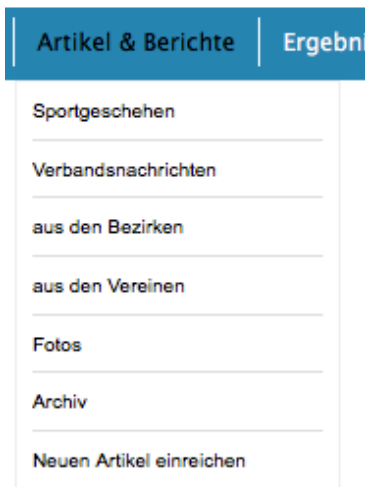 Artikel & Berichte
Sportgeschehen
Verbandsnachrichten
aus den Bezirken
aus den Vereinen
Fotos
Archiv
Neuen Artikel einreichen